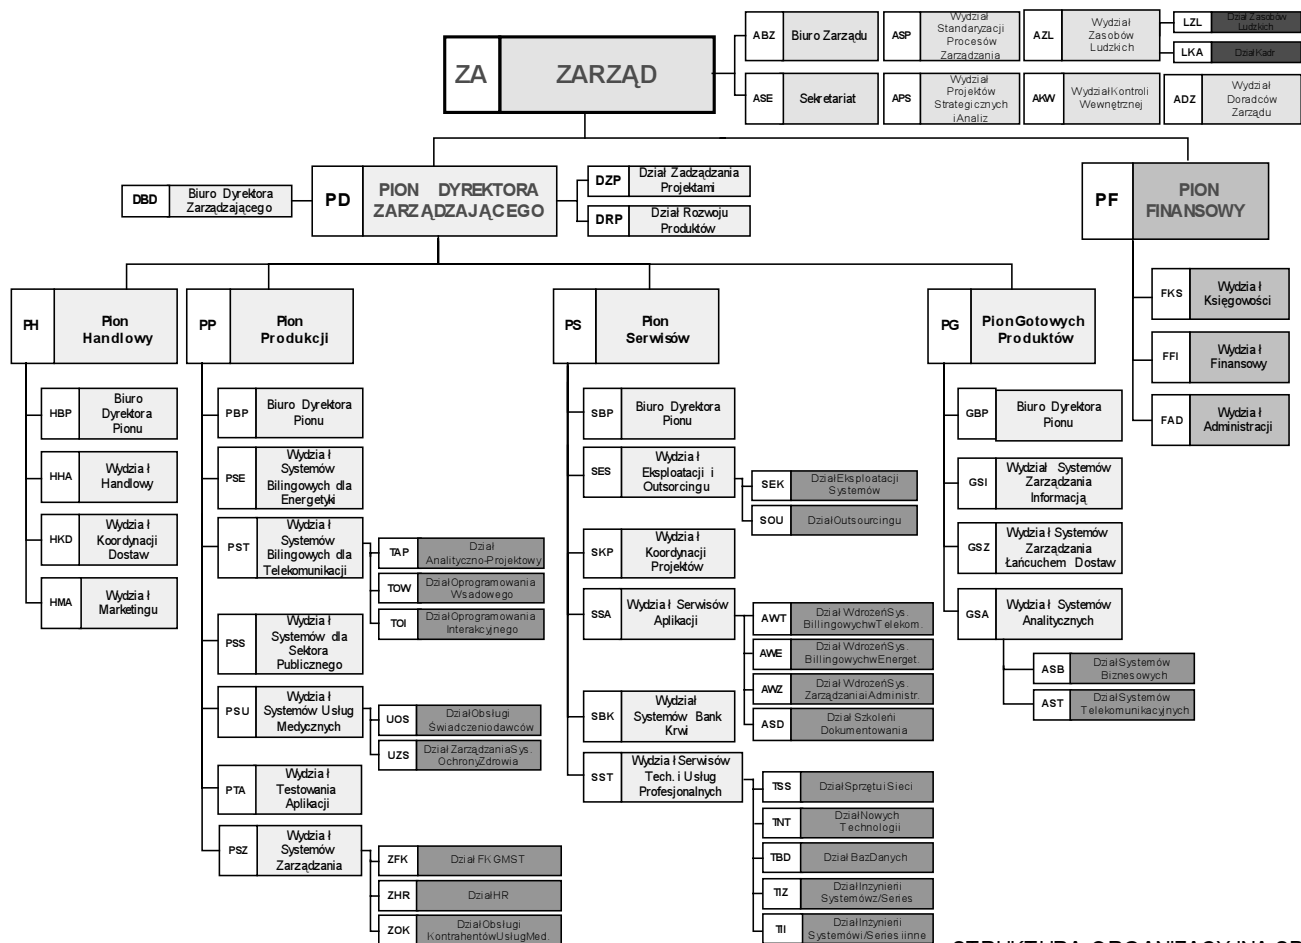 ZA
ZARZĄD
ABZ
Biuro Zarządu
ASP
Wydział
Standaryzacji
Procesów
Zarządzania
AZL
Wydział
Zasobów
Ludzkich
LZL
Dział Zasobów
Ludzkich
LKA
Dział Kadr
ASE
Sekretariat
APS
Wydział
Projektów
Strategicznych
i Analiz
AKW
Wydział Kontroli
Wewnętrznej
ADZ
Wydział
Doradców
Zarządu
DBD
Biuro Dyrektora
Zarządzającego
PD
PION DYREKTORA
ZARZĄDZAJĄCEGO
DZP
Dział Zadządzania
Projektami
DRP
Dział Rozwoju
Produktów
PF
PION
FINANSOWY
FKS
Wydział
Księgowości
FFI
Wydział
Finansowy
FAD
Wydział
Administracji
PH
Pion
Handlowy
HBP
Biuro
Dyrektora
Pionu
HHA
Wydział
Handlowy
HKD
Wydział
Koordynacji
Dostaw
HMA
Wydział
Marketingu
PP
Pion
Produkcji
PBP
Biuro Dyrektora
Pionu
PSE
Wydział
Systemów
Bilingowych dla
Energetyki
PST
Wydział
Systemów
Bilingowych dla
Telekomunikacji
TAP
Dział
Analityczno-Projektowy
TOW
Dział Oprogramowania
Wsadowego
TOI
Dział Oprogramowania
Interakcyjnego
PSS
Wydział
Systemów dla
Sektora
Publicznego
PSU
Wydział
Systemów Usług
Medycznych
UOS
Dział Obsługi
Świadczeniodawców
UZS
Dział Zarządzania Sys.
Ochrony Zdrowia
PTA
Wydział
Testowania
Aplikacji
PSZ
Wydział
Systemów
Zarządzania
ZFK
Dział FK GMST
ZHR
Dział HR
ZOK
Dział Obsługi
Kontrahentów Usług Med.
PS
Pion
Serwisów
SBP
Biuro Dyrektora
Pionu
SES
Wydział
Eksploatacji i
Outsorcingu
SEK
Dział Eksploatacji
Systemów
SOU
Dział Outsourcingu
SKP
Wydział
Koordynacji
Projektów
SSA
Wydział Serwisów
Aplikacji
AWT
Dział Wdrożeń Sys.
Billingowych w Telekom.
AWE
Dział Wdrożeń Sys.
Billingowych w Energet.
AWZ
Dział Wdrożeń Sys.
Zarządzania i Administr.
ASD
Dział Szkoleń i
Dokumentowania
SBK
Wydział
Systemów Bank
Krwi
SST
Wydział Serwisów
Tech. i Usług
Profesjonalnych
TSS
Dział Sprzętu i Sieci
TNT
Dział Nowych
Technologii
TBD
Dział Baz Danych
TIZ
Dział Inzynierii
Systemów z/Series
TII
Dział Inzynierii
Systemów i/Series i inne
PG
Pion Gotowych
Produktów
GBP
Biuro Dyrektora
Pionu
GSI
Wydział Systemów
Zarządzania
Informacją
GSZ
Wydział Systemów
Zarządzania
Łańcuchem Dostaw
GSA
Wydział Systemów
Analitycznych
ASB
Dział Systemów
Biznesowych
AST
Dział Systemów
Telekomunikacyjnych